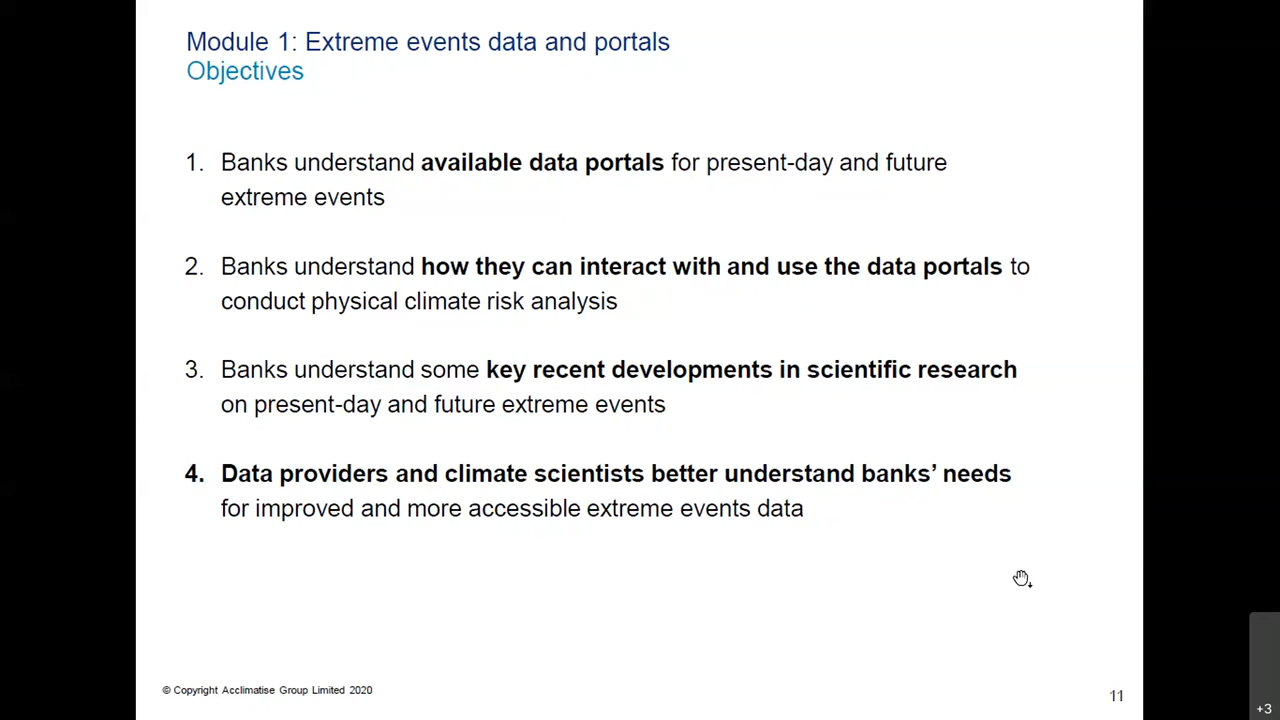 Module 1: Extreme events data and portals
Objectives
1. Banks understand available data portals for present-day and future
extreme events
2. Banks understand how they can interact with and use the data portals to
conduct physical climate risk analysis
3. Banks understand some key recent developments in scientific research
on present-day and future extreme events
4. Data providers and climate scientists better understand banks’ needs
for improved and more accessible extreme events data
© Copyright Acclimatise Group Limited 2020
11
+3